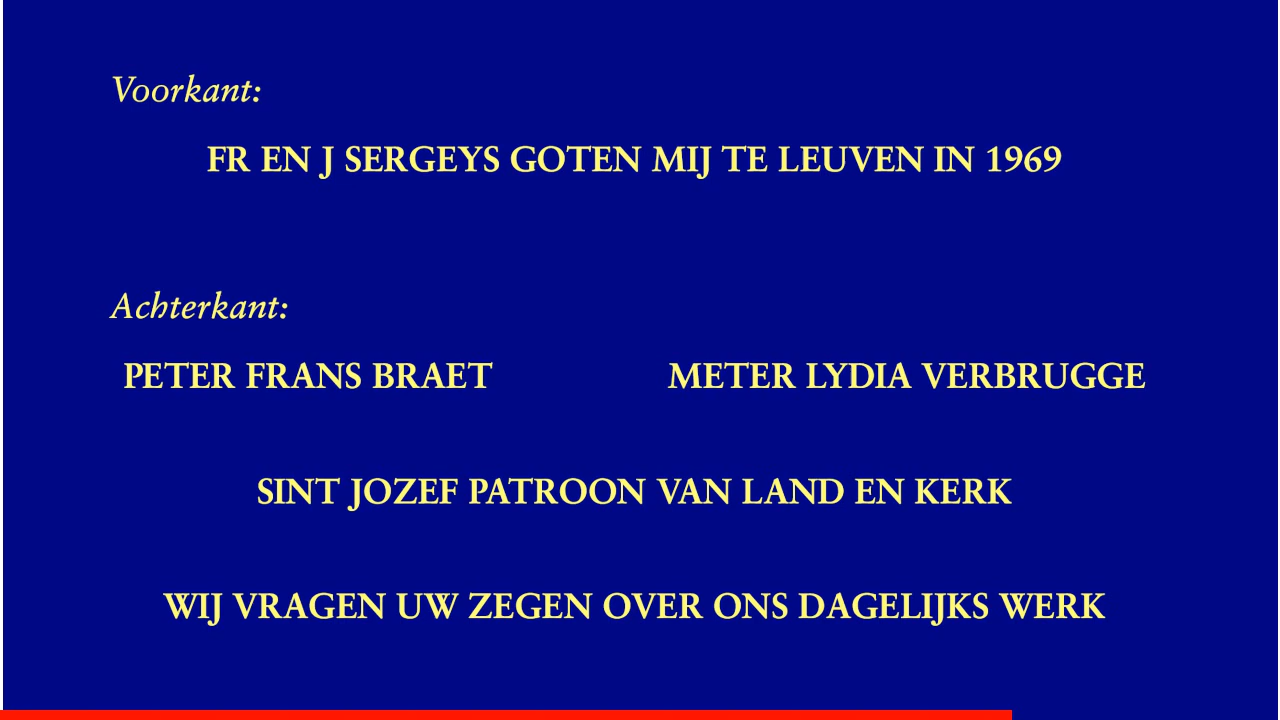 Voorkant:
FR EN J SERGEYS GOTEN MIJ TE LEUVEN IN 1969
Achterkant:
PETER FRANS BRAET METER LYDIA VERBRUGGE
SINT JOZEF PATROON VAN LAND EN KERK
WIJ VRAGEN UW ZEGEN OVER ONS DAGELIJKS WERK